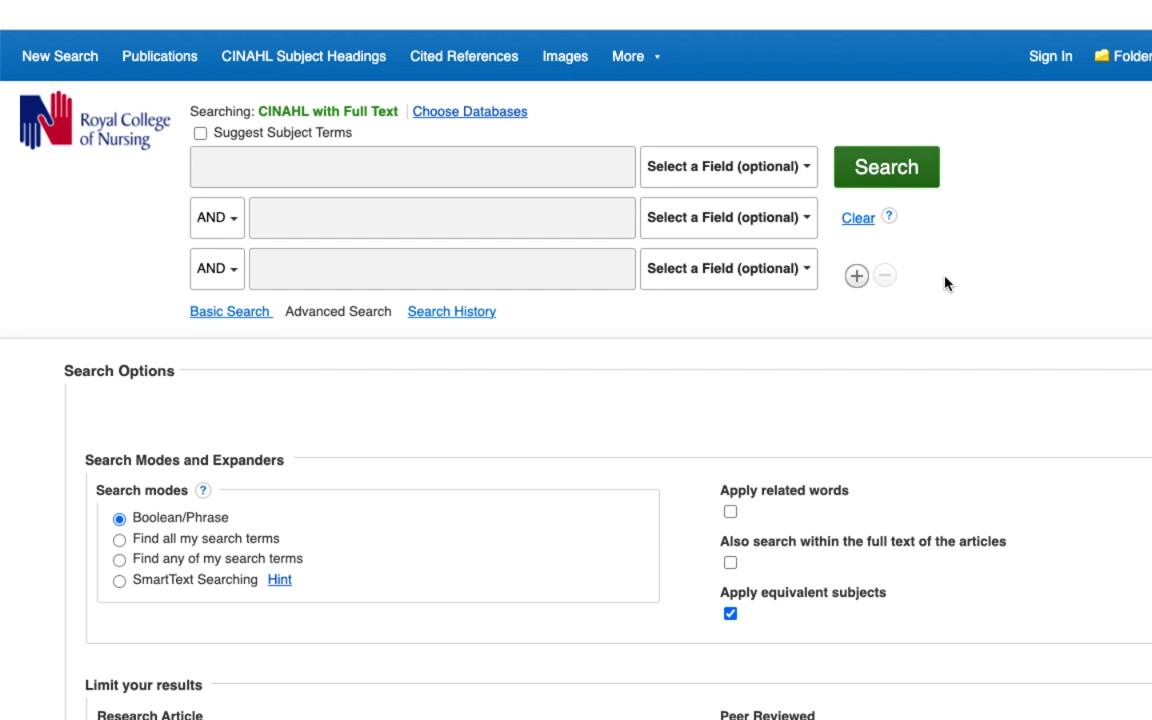 New Search Publications CINAHL Subject Headings Cited References Images More Sign In Folder
Royal College
of Nursing
Searching: CINAHL with Full Text Choose Databases
Suggest Subject Terms
Select a Field (optional) Search
AND Select a Field (optional) Clear ?
AND Select a Field (optional)
Basic Search Advanced Search Search History
Search Options
Search Modes and Expanders
Search modes ?
Boolean/Phrase
Find all my search terms
Find any of my search terms
SmartText Searching Hint
Apply related words
Also search within the full text of the articles
Apply equivalent subjects
Limit your results
Research Article Peer Reviewed